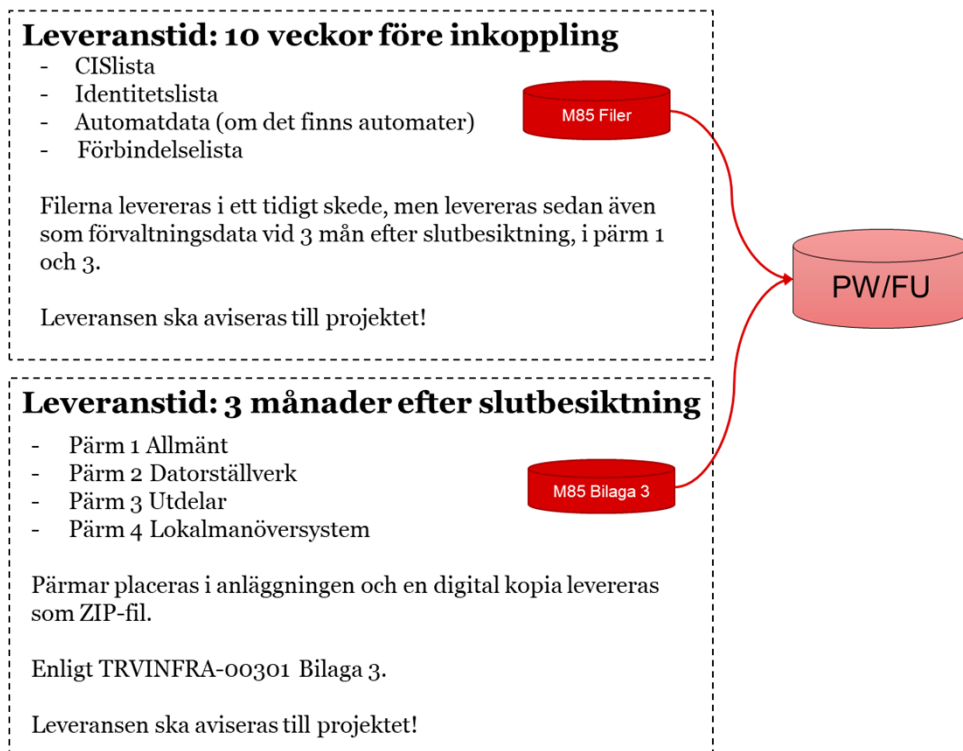 Leveranstid: 10 veckor före inkoppling
- CISlista
- Identitetslista
- Automatdata (om det finns automater)
- Förbindelselista
M85 Filer
Filerna levereras i ett tidigt skede, men levereras sedan även
som förvaltningsdata vid 3 mån efter slutbesiktning, i pärm 1
och 3.
Leveransen ska aviseras till projektet!
PW/FU
Leveranstid: 3 månader efter slutbesiktning
- Pärm 1 Allmänt
- Pärm 2 Datorställverk
- Pärm 3 Utdelar
- Pärm 4 Lokalmanöversystem
M85 Bilaga 3
Pärmar placeras i anläggningen och en digital kopia levereras
som ZIP-fil.
Enligt TRVINFRA-00301 Bilaga 3.
Leveransen ska aviseras till projektet!